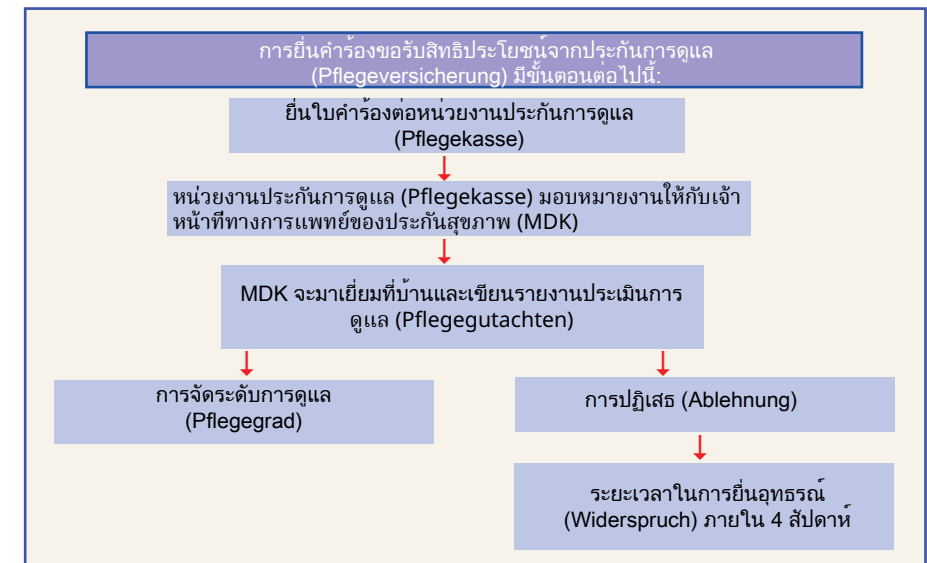 การยื่นคำร้องขอรับสิทธิประโยชน์จากประกันการดูแล
(Pflegeversicherung) มีขั้นตอนต่อไปนี้:
ยื่นใบคำร้องต่อหน่วยงานประกันการดูแล
(Pflegekasse)
หน่วยงานประกันการดูแล (Pflegekasse) มอบหมายงานให้กับเจ้า
หน้าที่ทางการแพทย์ของประกันสุขภาพ (MDK)
MDK จะมาเยี่ยมที่บ้านและเขียนรายงานประเมินการ
ดูแล (Pflegegutachten)
การจัดระดับการดูแล
(Pflegegrad)
การปฏิเสธ (Ablehnung)
ระยะเวลาในการยื่นอุทธรณ์
(Widerspruch) ภายใน 4 สัปดาห์